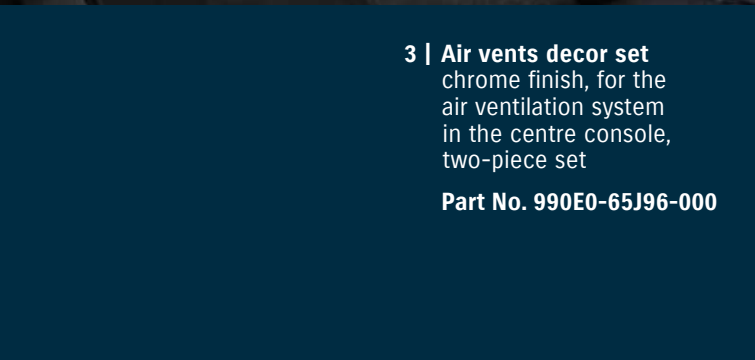 3 | Air vents decor set
chrome finish, for the
air ventilation system
in the centre console,
two-piece set
Part No. 990E0-65J96-000